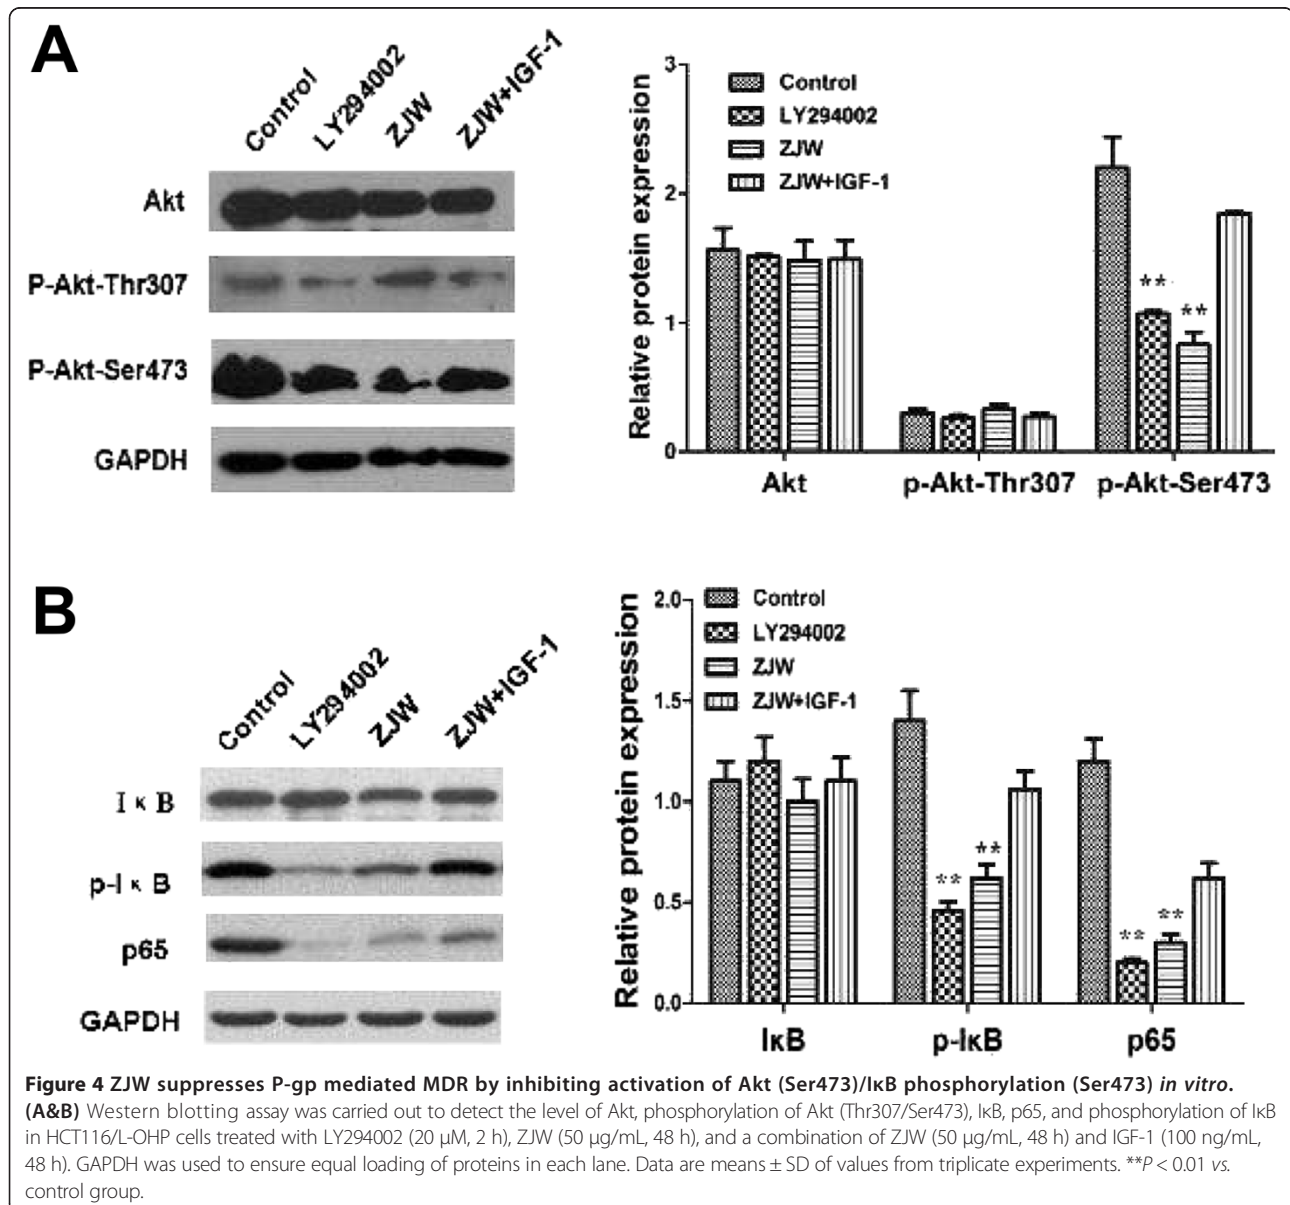 A
Control
LY294002
ZJW
ZJW+IGF-1
Akt
P-Akt-Thr307
P-Akt-Ser473
GAPDH
Relative protein expression
3
2
1
0
Control
LY294002
ZJW
ZJW+IGF-1
**
**
Akt
p-Akt-Thr307
p-Akt-Ser473
B
Control
LY294002
ZJW
ZJW+IGF-1
IκB
p-IκB
p65
GAPDH
Relative protein expression
2.0
1.5
1.0
0.5
0.0
Control
LY294002
ZJW
ZJW+IGF-1
**
**
**
**
IκB
p-IκB
p65
Figure 4 ZJW suppresses P-gp mediated MDR by inhibiting activation of Akt (Ser473)/IκB phosphorylation (Ser473) in vitro.
(A&B) Western blotting assay was carried out to detect the level of Akt, phosphorylation of Akt (Thr307/Ser473), IκB, p65, and phosphorylation of IκB
in HCT116/L-OHP cells treated with LY294002 (20 μM, 2 h), ZJW (50 μg/mL, 48 h), and a combination of ZJW (50 μg/mL, 48 h) and IGF-1 (100 ng/mL,
48 h). GAPDH was used to ensure equal loading of proteins in each lane. Data are means ± SD of values from triplicate experiments. **P < 0.01 vs.
control group.